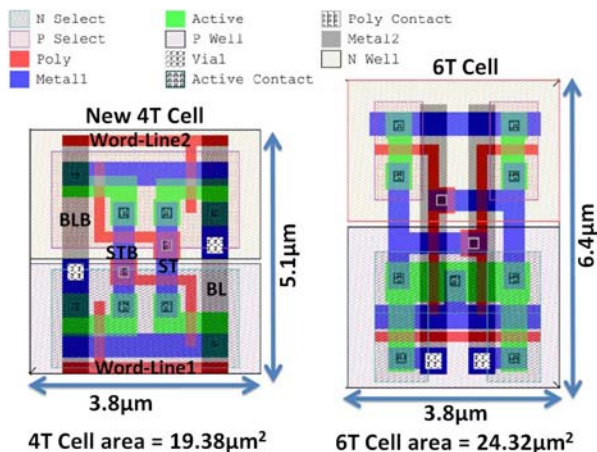 N Select
P Select
Poly
Metal1
Active
P Well
Via1
Active Contact
Poly Contact
Metal2
N Well
New 4T Cell
Word-Line2
BLB
STB
ST
BL
Word-Line1
5.1μm
3.8μm
4T Cell area = 19.38μm²
6T Cell
6.4μm
3.8μm
6T Cell area = 24.32μm²